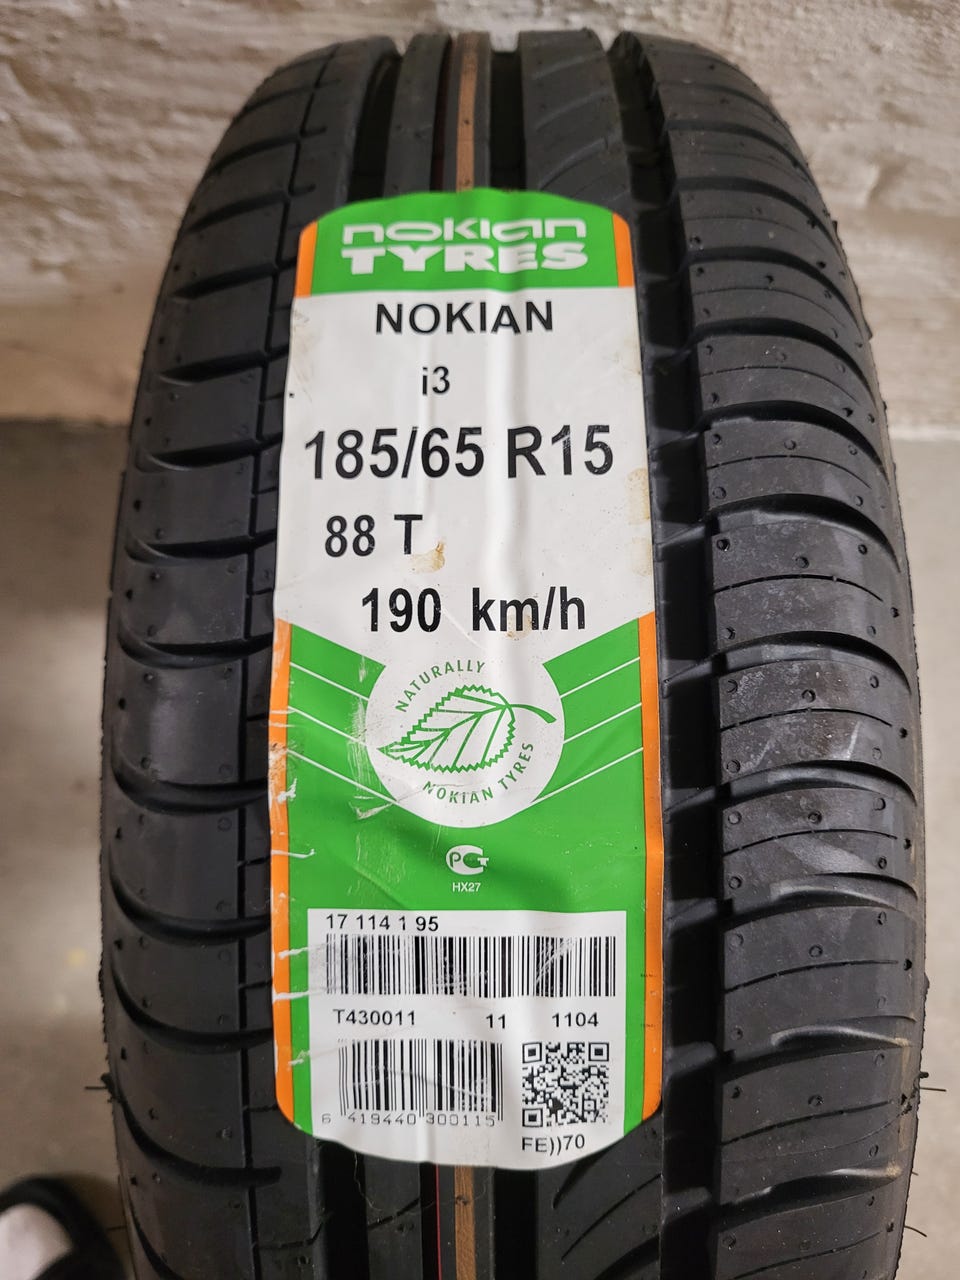 nokian
TYRES
NOKIAN
i3
185/65 R15
88 T
190 km/h
NATURALLY
NOKIAN TYRES
РСТ
HX27
17 114 1 95
T430011 11 1104
6 419440 300115
FE))70